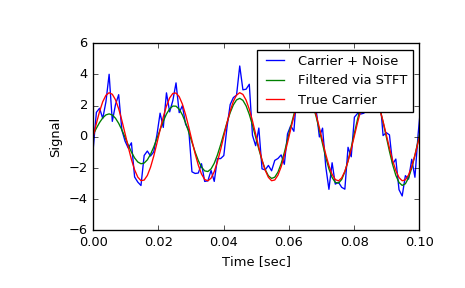 6
4
2
0
−2
−4
−6
Signal
Carrier + Noise
Filtered via STFT
True Carrier
0.00 0.02 0.04 0.06 0.08 0.10
Time [sec]